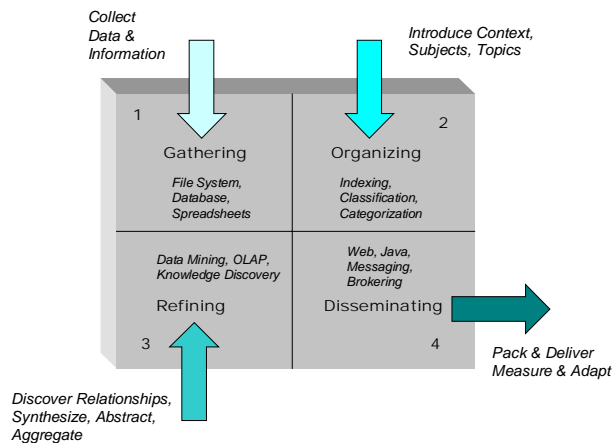 Collect
Data &
Information
Introduce Context,
Subjects, Topics
1
Gathering
File System,
Database,
Spreadsheets
2
Organizing
Indexing,
Classification,
Categorization
Data Mining, OLAP,
Knowledge Discovery
Refining
3
Web, Java,
Messaging,
Brokering
Disseminating
4
Pack & Deliver
Measure & Adapt
Discover Relationships,
Synthesize, Abstract,
Aggregate